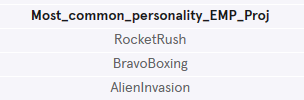 Most_common_personality_EMP_Proj
RocketRush
BravoBoxing
AlienInvasion